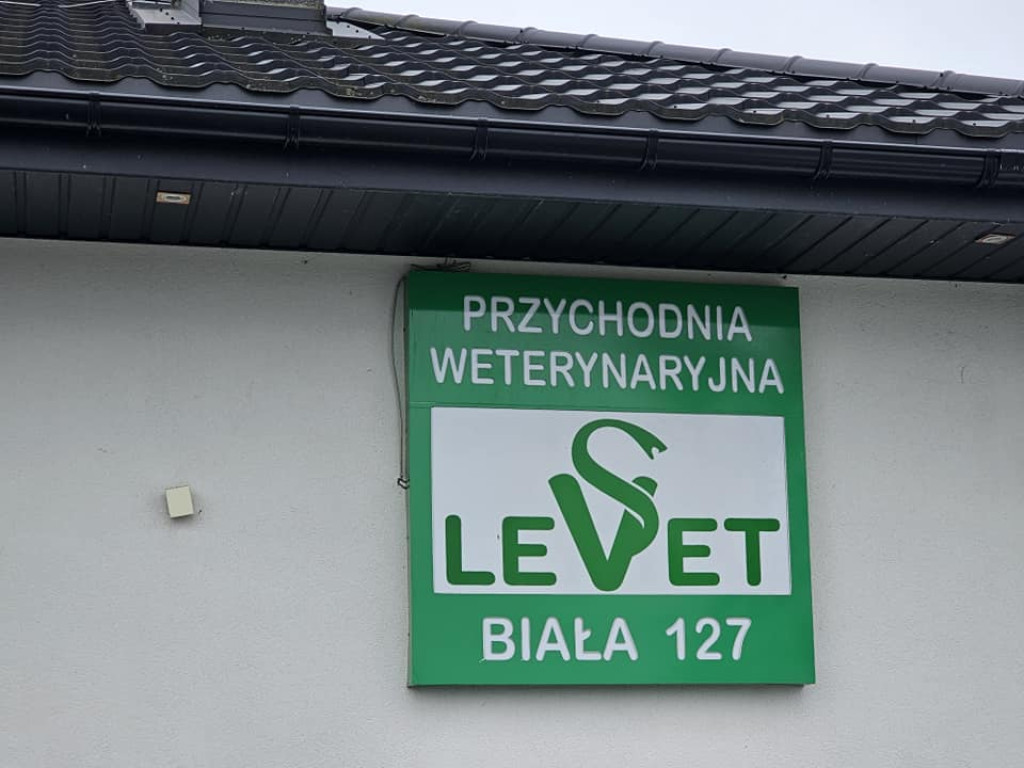 PRZYCHODNIA
WETERYNARYJNA
LEVET
BIAŁA 127